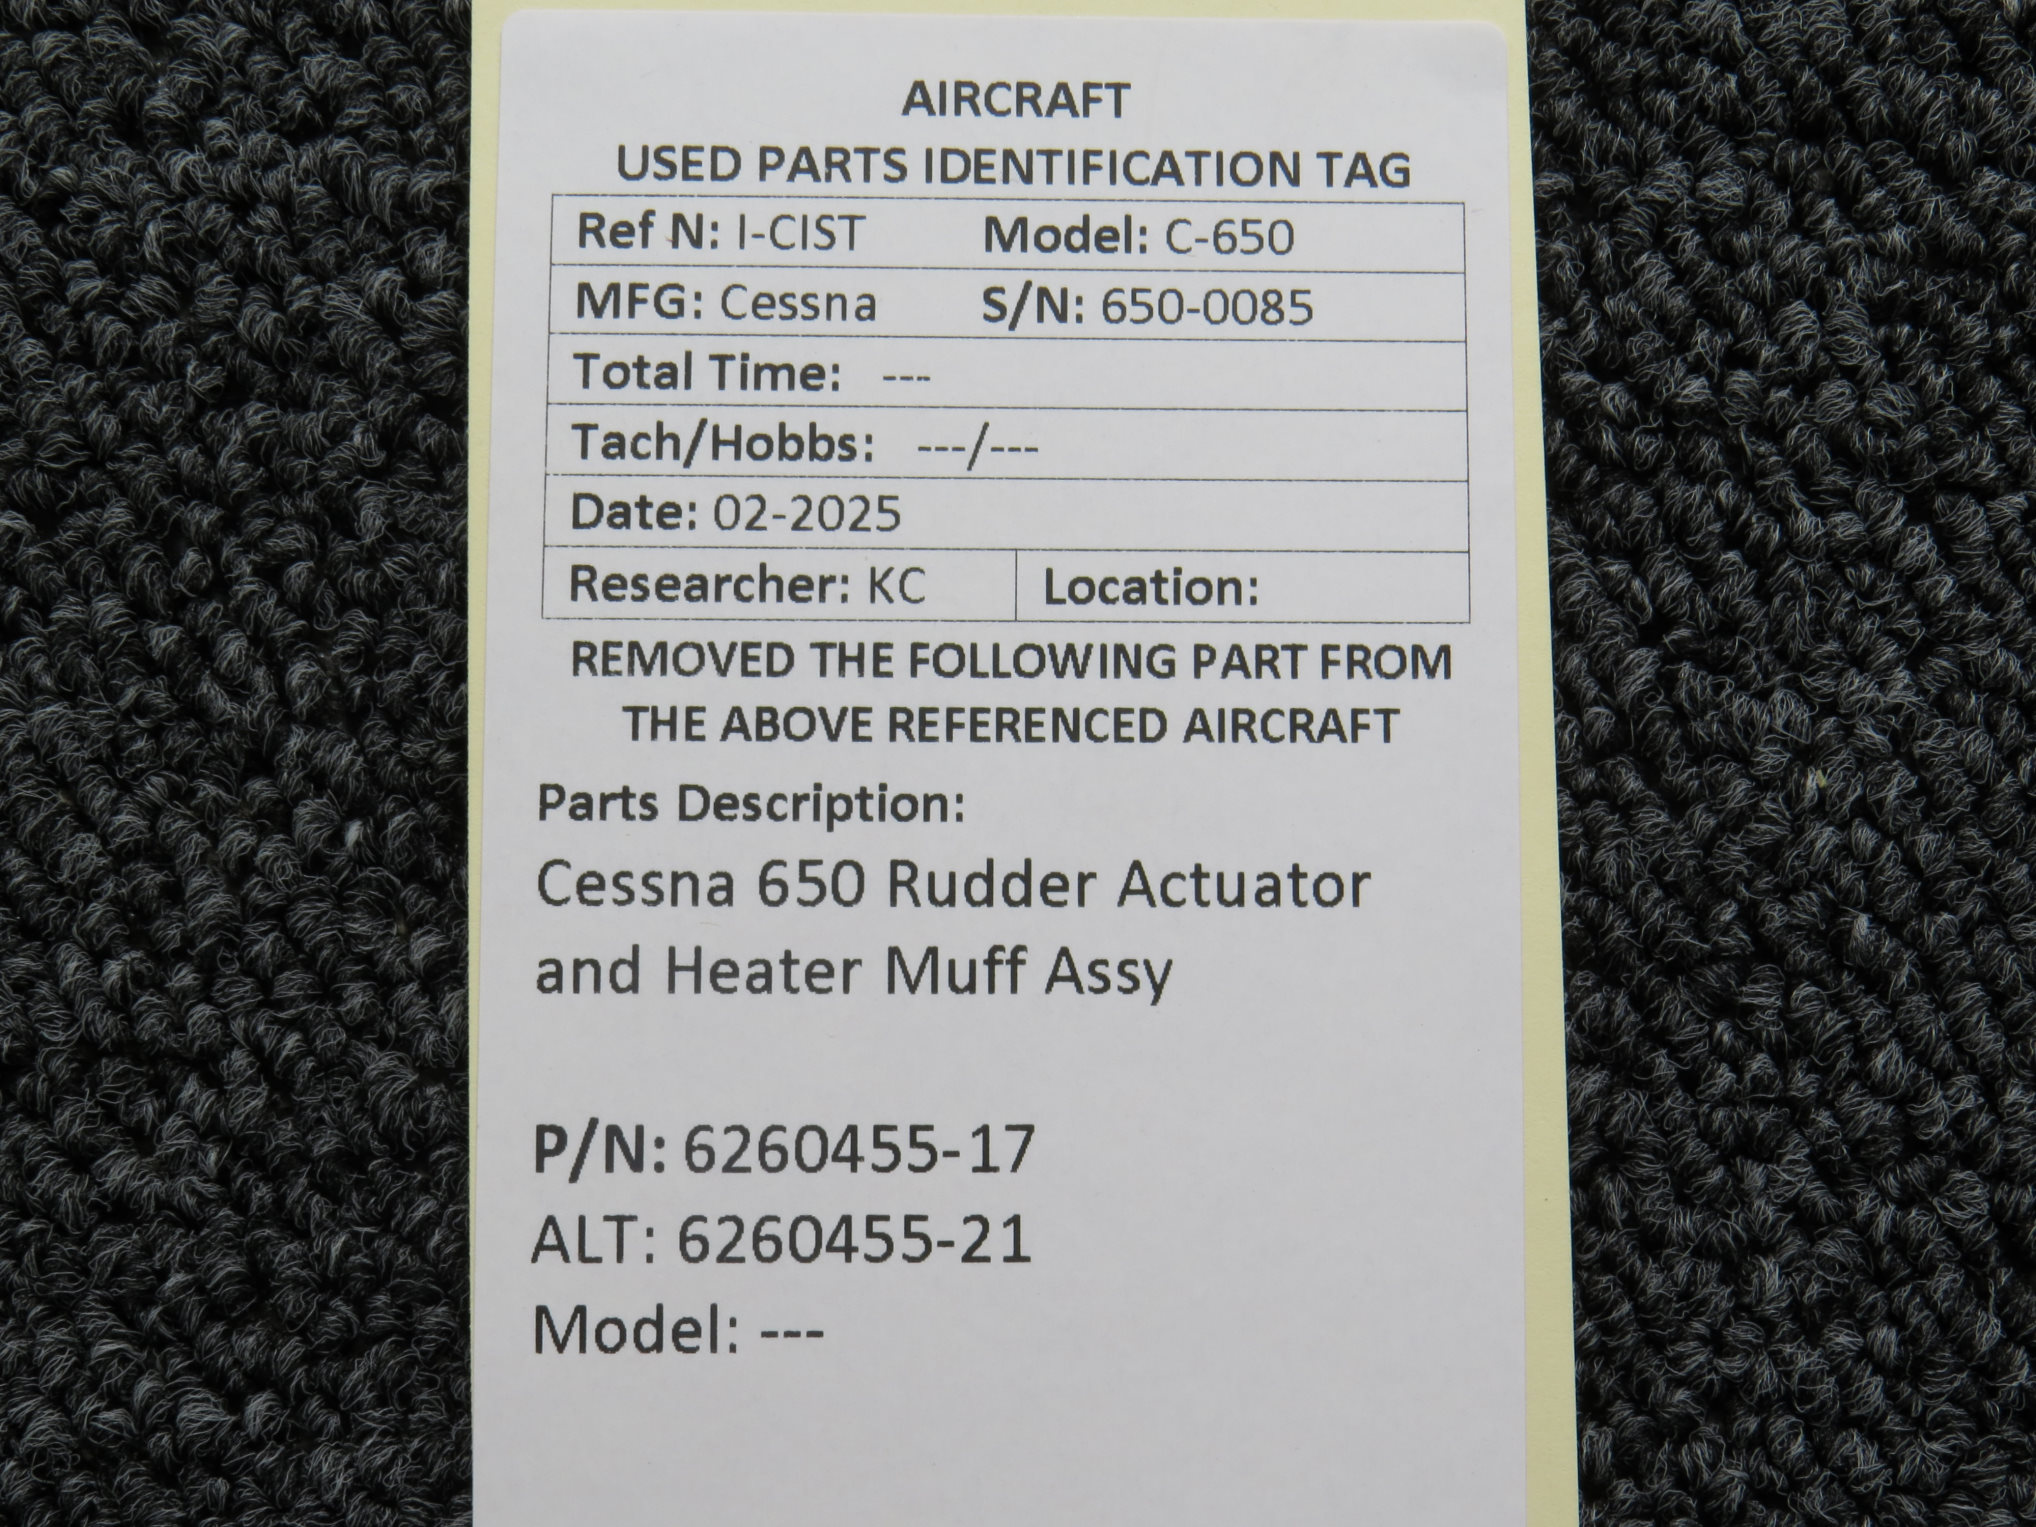 AIRCRAFT
USED PARTS IDENTIFICATION TAG
Ref N: I-CIST Model: C-650
MFG: Cessna S/N: 650-0085
Total Time: ---
Tach/Hobbs: ---/---
Date: 02-2025
Researcher: KC Location:
REMOVED THE FOLLOWING PART FROM
THE ABOVE REFERENCED AIRCRAFT
Parts Description:
Cessna 650 Rudder Actuator
and Heater Muff Assy
P/N: 6260455-17
ALT: 6260455-21
Model: ---